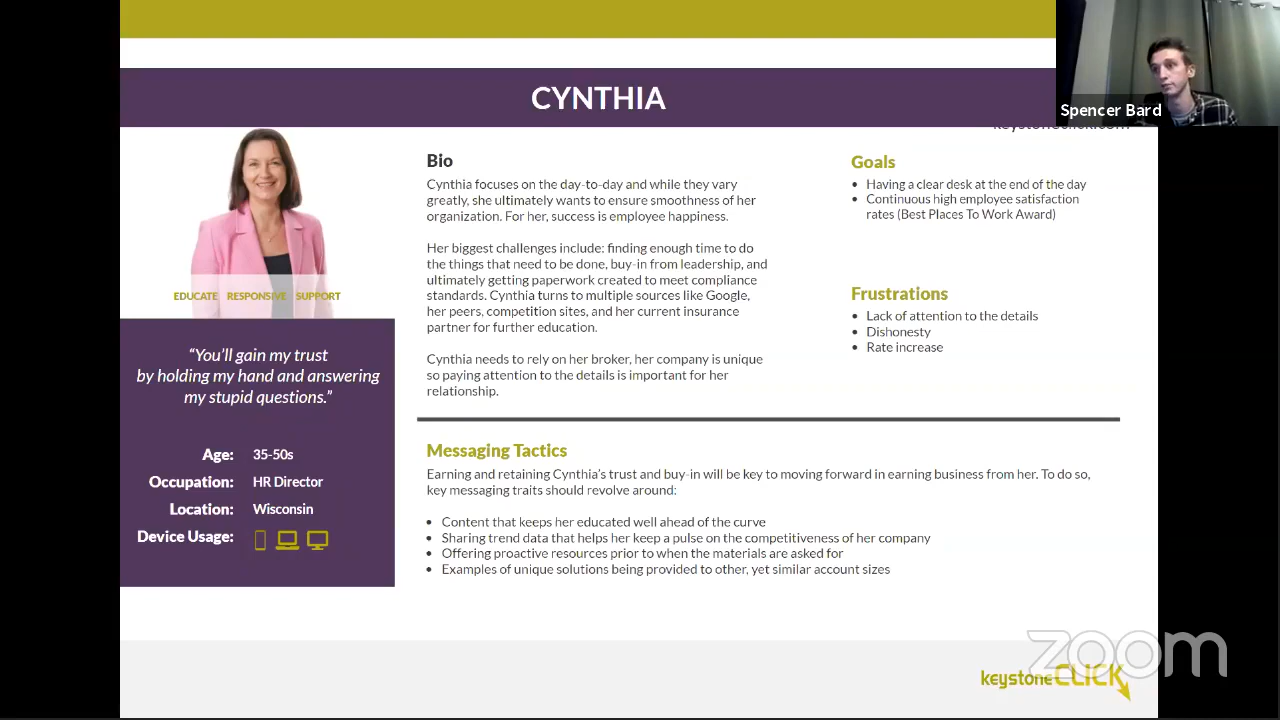 CYNTHIA
Spencer Bard
keystoneclick.com
Bio
Cynthia focuses on the day-to-day and while they vary
greatly, she ultimately wants to ensure smoothness of her
organization. For her, success is employee happiness.
Her biggest challenges include: finding enough time to do
the things that need to be done, buy-in from leadership, and
ultimately getting paperwork created to meet compliance
standards. Cynthia turns to multiple sources like Google,
her peers, competition sites, and her current insurance
partner for further education.
Cynthia needs to rely on her broker, her company is unique
so paying attention to the details is important for her
relationship.
Goals
• Having a clear desk at the end of the day
• Continuous high employee satisfaction
rates (Best Places To Work Award)
Frustrations
• Lack of attention to the details
• Dishonesty
• Rate increase
EDUCATE RESPONSIVE SUPPORT
“You’ll gain my trust
by holding my hand and answering
my stupid questions.”
Age: 35-50s
Occupation: HR Director
Location: Wisconsin
Device Usage:
Messaging Tactics
Earning and retaining Cynthia’s trust and buy-in will be key to moving forward in earning business from her. To do so,
key messaging traits should revolve around:
• Content that keeps her educated well ahead of the curve
• Sharing trend data that helps her keep a pulse on the competitiveness of her company
• Offering proactive resources prior to when the materials are asked for
• Examples of unique solutions being provided to other, yet similar account sizes
zoom
keystoneCLICK